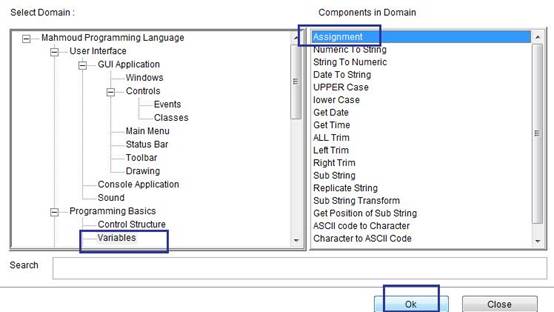 Select Domain :
Components in Domain
Mahmoud Programming Language
User Interface
GUI Application
Windows
Controls
Events
Classes
Main Menu
Status Bar
Toolbar
Drawing
Console Application
Sound
Programming Basics
Control Structure
Variables
Assignment
Numeric To String
String To Numeric
Date To String
UPPER Case
lower Case
Get Date
Get Time
ALL Trim
Left Trim
Right Trim
Sub String
Replicate String
Sub String Transform
Get Position of Sub String
ASCII code to Character
Character to ASCII Code
Search
Ok
Close